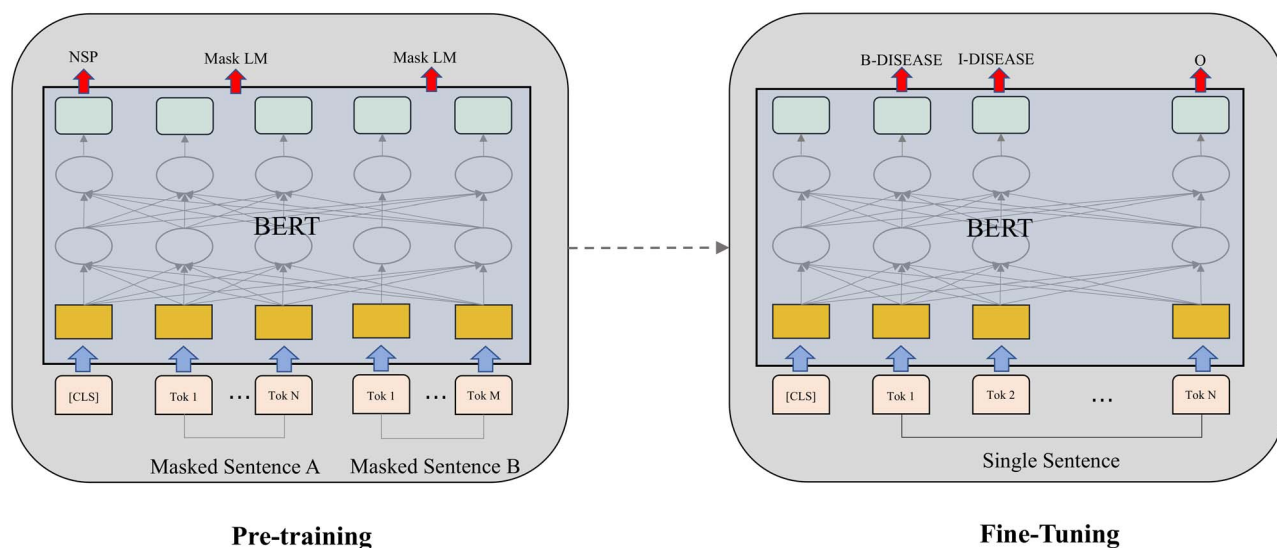 NSP Mask LM Mask LM
BERT
[CLS] Tok 1 ... Tok N Tok 1 ... Tok M
Masked Sentence A Masked Sentence B
Pre-training
B-DISEASE I-DISEASE O
BERT
[CLS] Tok 1 Tok 2 ... Tok N
Single Sentence
Fine-Tuning